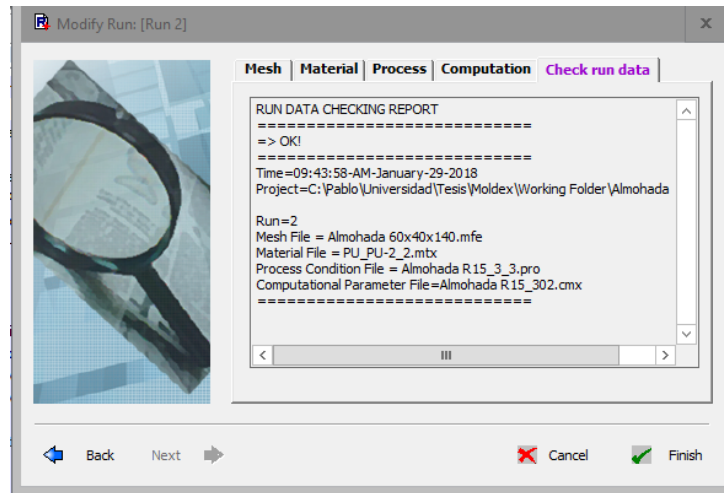 Modify Run: [Run 2]
x
Mesh Material Process Computation Check run data
RUN DATA CHECKING REPORT
============================
=> OK!
============================
Time=09:43:58-AM-January-29-2018
Project=C:\Pablo\Universidad\Tesis\Moldex\Working Folder\Almohada
Run=2
Mesh File = Almohada 60x40x140.mfe
Material File = PU_PU-2_2.mtx
Process Condition File = Almohada R15_3_3.pro
Computational Parameter File=Almohada R15_302.cmx
============================
Back Next Cancel Finish